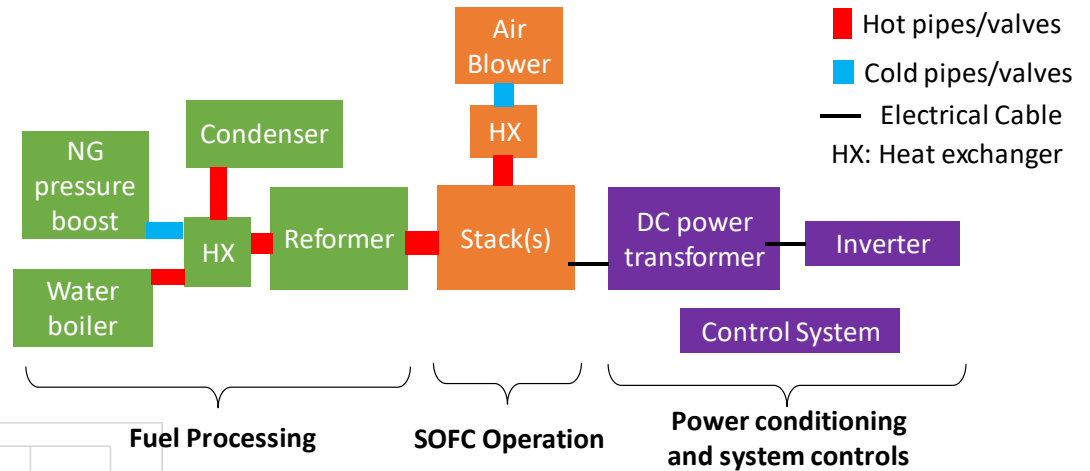 Air
Blower
Hot pipes/valves
Cold pipes/valves
Electrical Cable
HX: Heat exchanger
NG
pressure
boost
Condenser
HX
HX
Reformer
Water
boiler
Stack(s)
DC power
transformer
Inverter
Control System
Fuel Processing
SOFC Operation
Power conditioning
and system controls